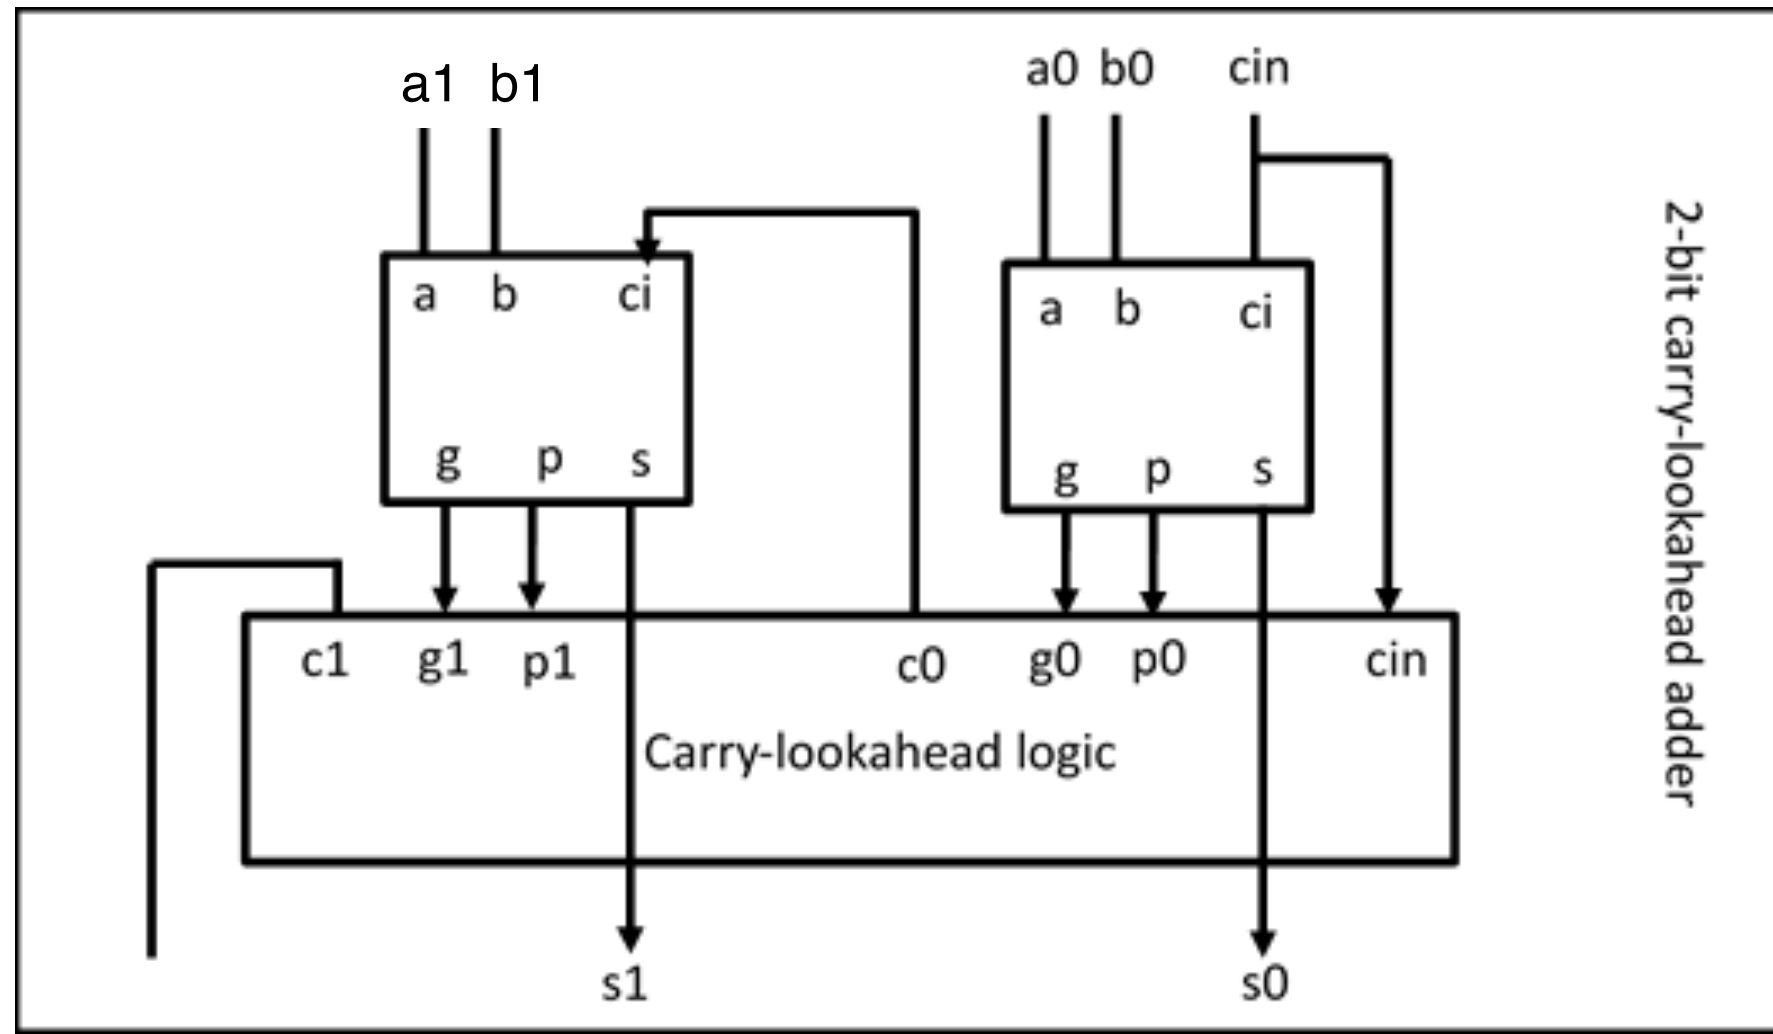 a1 b1
a0 b0 cin
a b ci
a b ci
g p s
g p s
c1 g1 p1 c0 g0 p0 cin
Carry-lookahead logic
s1 s0
2-bit carry-lookahead adder